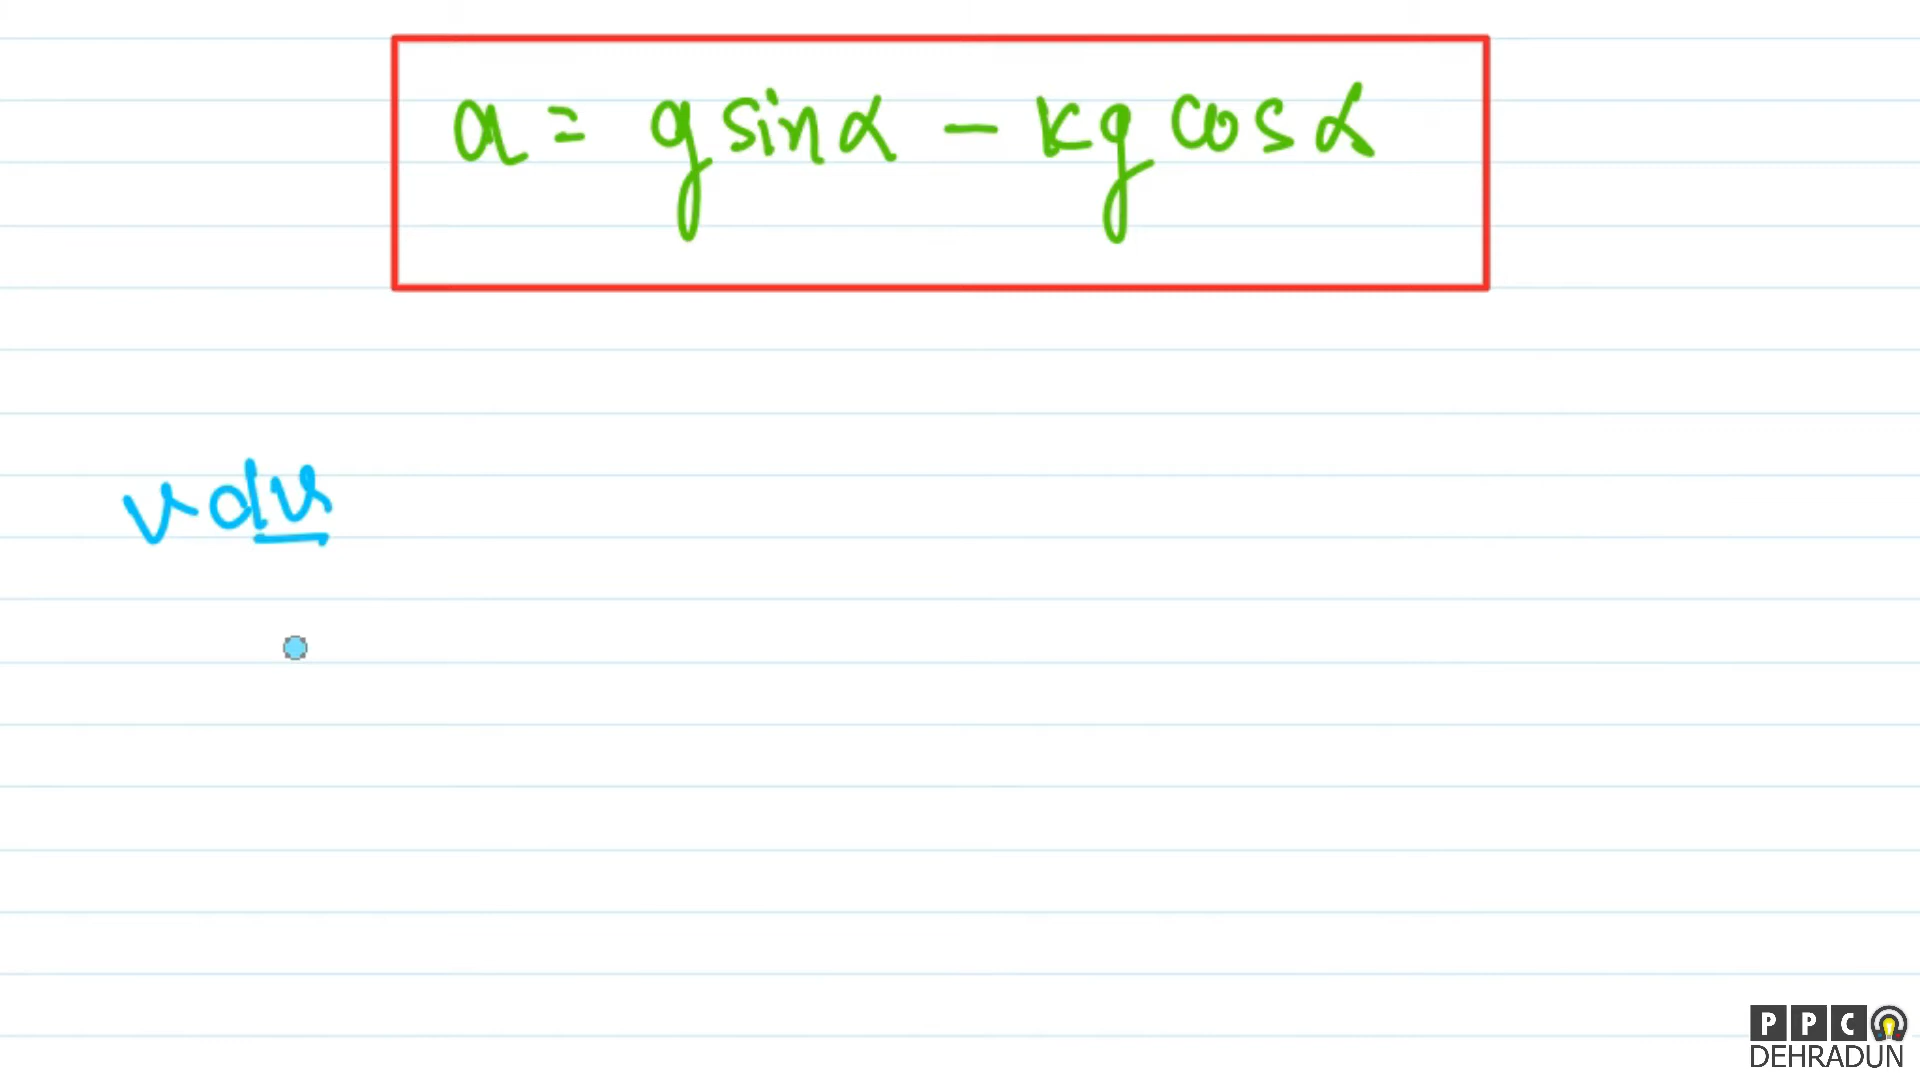 a = g sin α - kg cos α
v dv
PPC
DEHRADUN